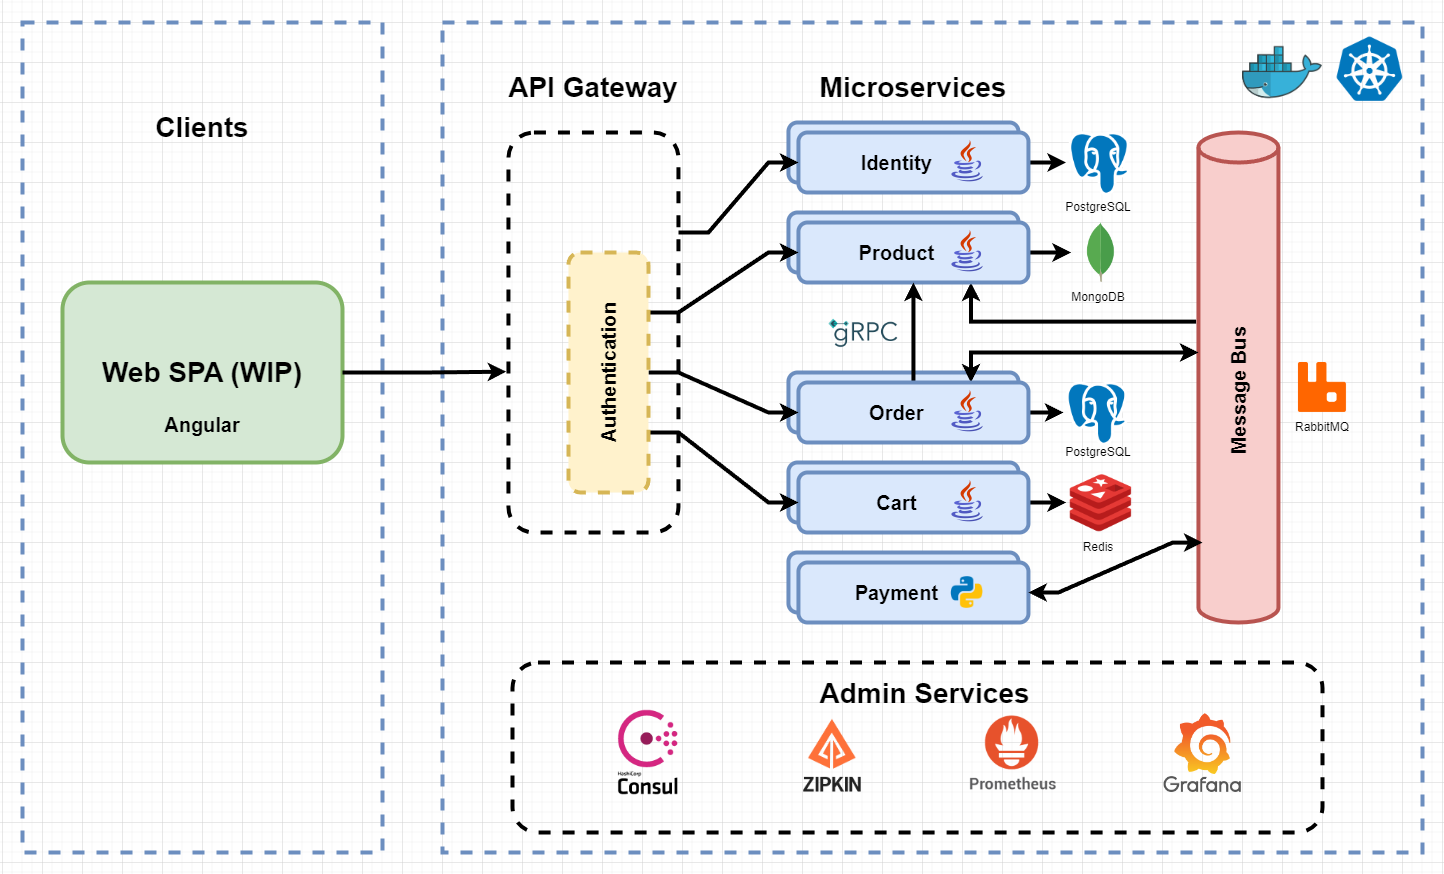 Clients
Web SPA (WIP)
Angular
API Gateway
Authentication
Microservices
Identity
PostgreSQL
Product
MongoDB
gRPC
Order
PostgreSQL
Cart
Redis
Payment
Message Bus
RabbitMQ
Admin Services
HashiCorp
Consul
ZIPKIN
Prometheus
Grafana